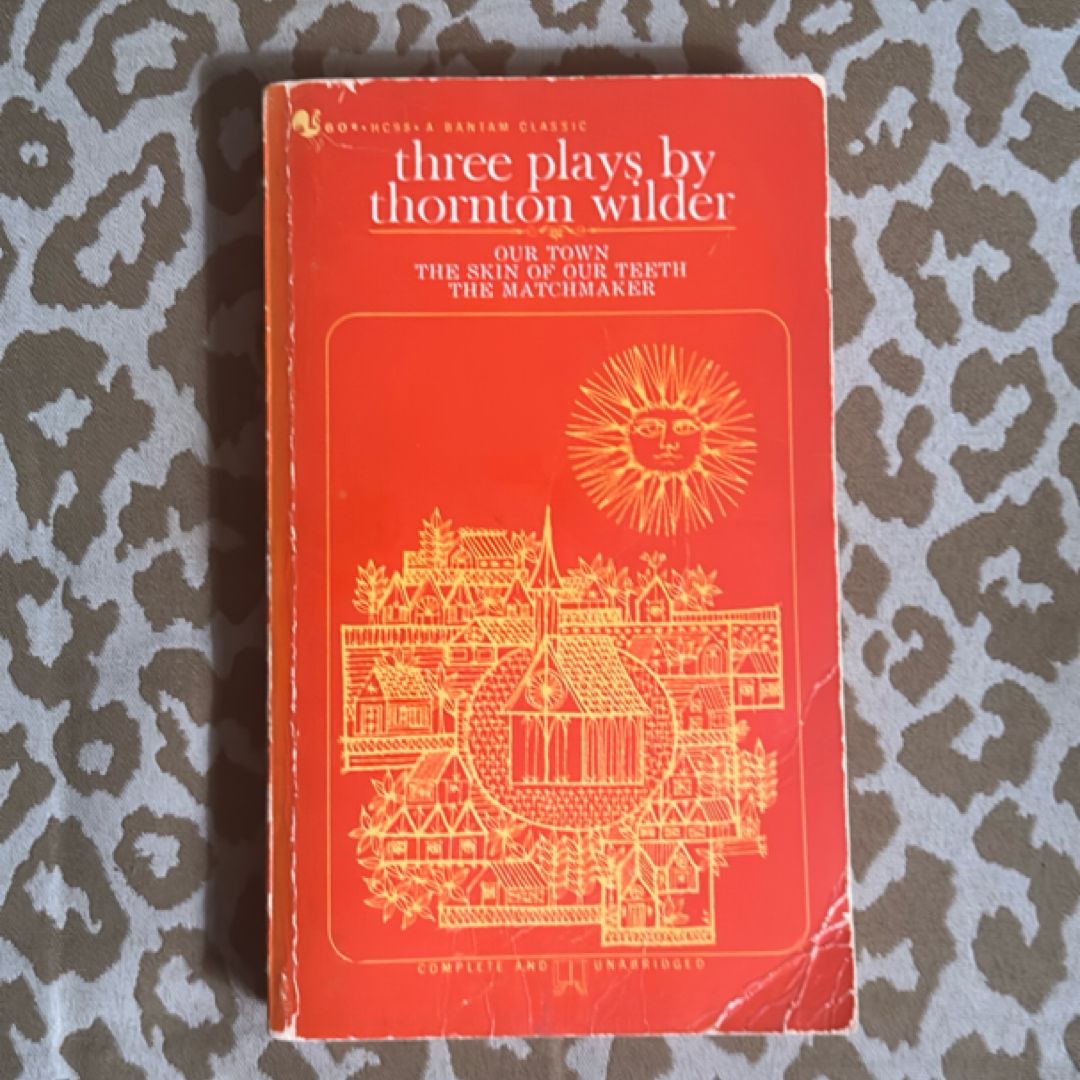 60¢•HC98•A BANTAM CLASSIC
three plays by
thornton wilder
OUR TOWN
THE SKIN OF OUR TEETH
THE MATCHMAKER
COMPLETE AND UNABRIDGED